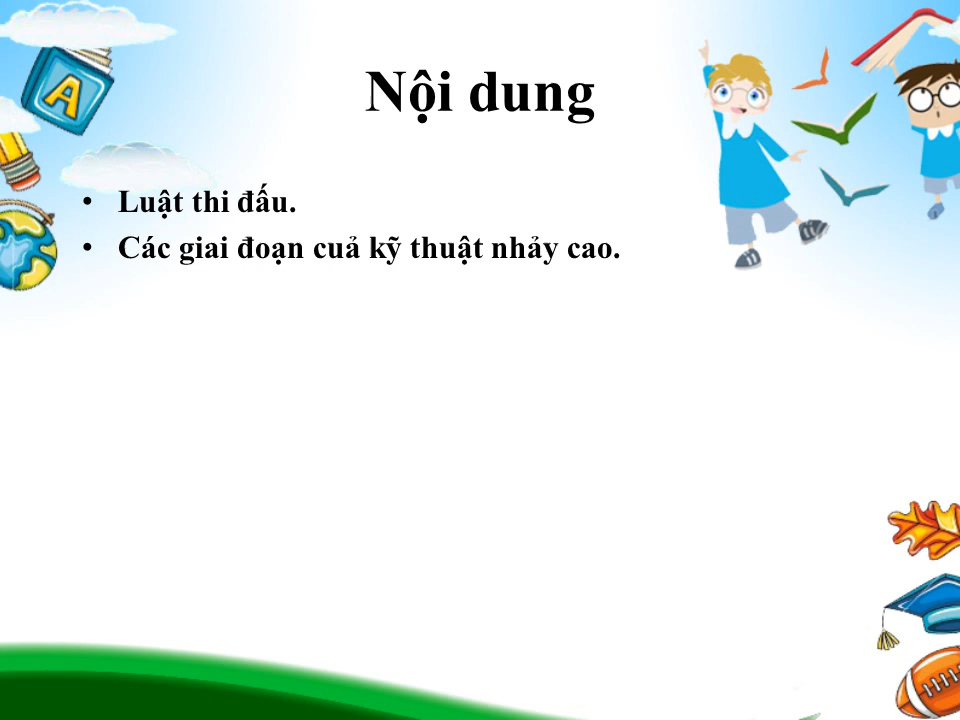 A
Nội dung
• Luật thi đấu.
• Các giai đoạn cuả kỹ thuật nhảy cao.